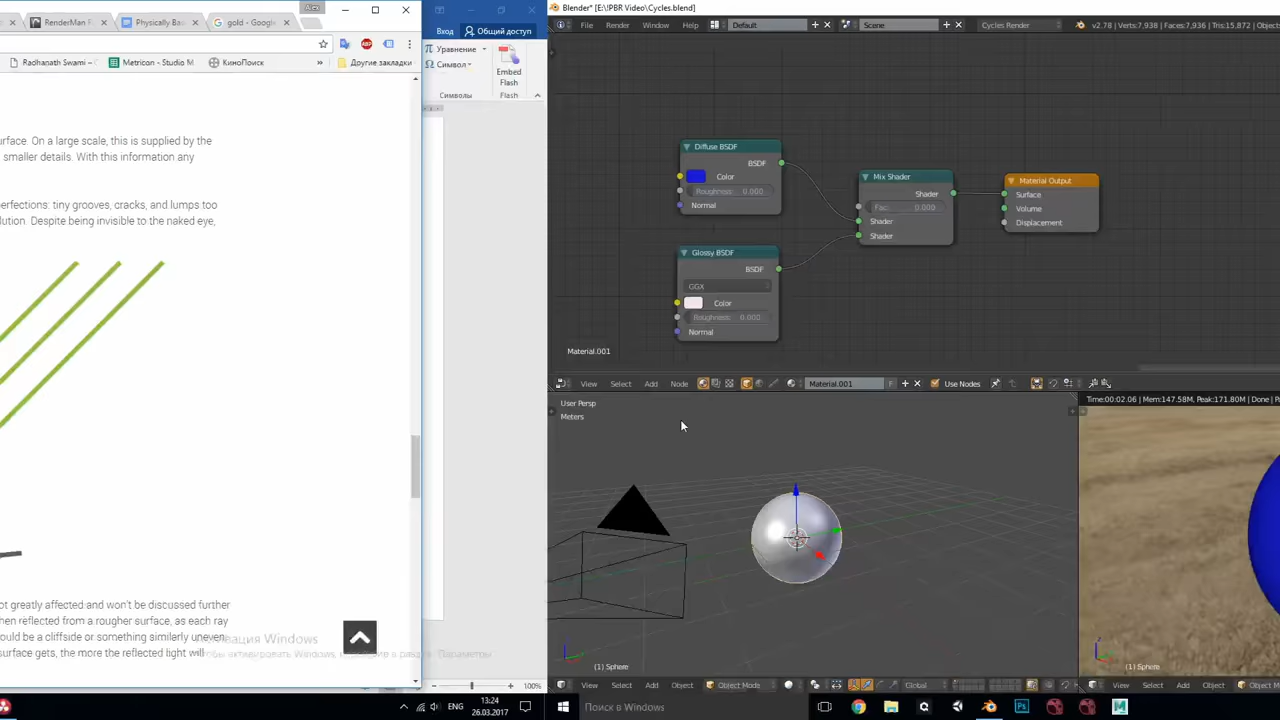 Alex
RenderMan F
Physically Bas
gold - Google
Radhanath Swami –
Metricon - Studio M
КиноПоиск
»
Другие закладки
urface. On a large scale, this is supplied by the
smaller details. With this information any
perfections: tiny grooves, cracks, and lumps too
olution. Despite being invisible to the naked eye,
ot greatly affected and won't be discussed further
hen reflected from a rougher surface, as each ray
ould be a cliffside or something similarly uneven
surface gets, the more the reflected light will
Вход
Общий доступ
Уравнение
Символ
Embed
Flash
Символы
Flash
100%
Blender* [E:\PBR Video\Cycles.blend]
File
Render
Window
Help
Default
Scene
Cycles Render
v2.78 | Verts:7,938 | Faces:7,936 | Tris:15,872 | Objects
Diffuse BSDF
BSDF
Color
Roughness: 0.000
Normal
Glossy BSDF
BSDF
GGX
Color
Roughness: 0.000
Normal
Mix Shader
Shader
Fac: 0.000
Shader
Shader
Material Output
Surface
Volume
Displacement
Material.001
View
Select
Add
Node
Material.001
F
Use Nodes
User Persp
Meters
(1) Sphere
View
Select
Add
Object
Object Mode
Global
Time:00:02.06 | Mem:147.58M, Peak:171.80M | Done |
(1) Sphere
View
Select
Add
Object
Object M
ENG
13:24
26.03.2017
Поиск в Windows